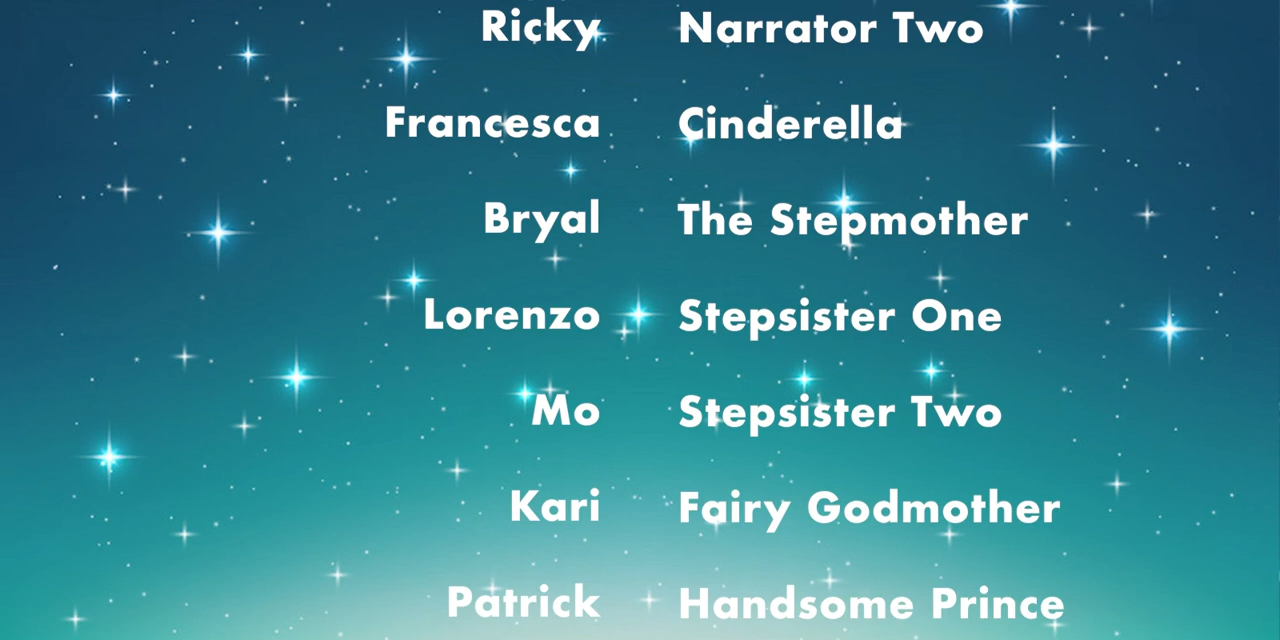 Ricky Narrator Two
Francesca Cinderella
Bryal The Stepmother
Lorenzo Stepsister One
Mo Stepsister Two
Kari Fairy Godmother
Patrick Handsome Prince